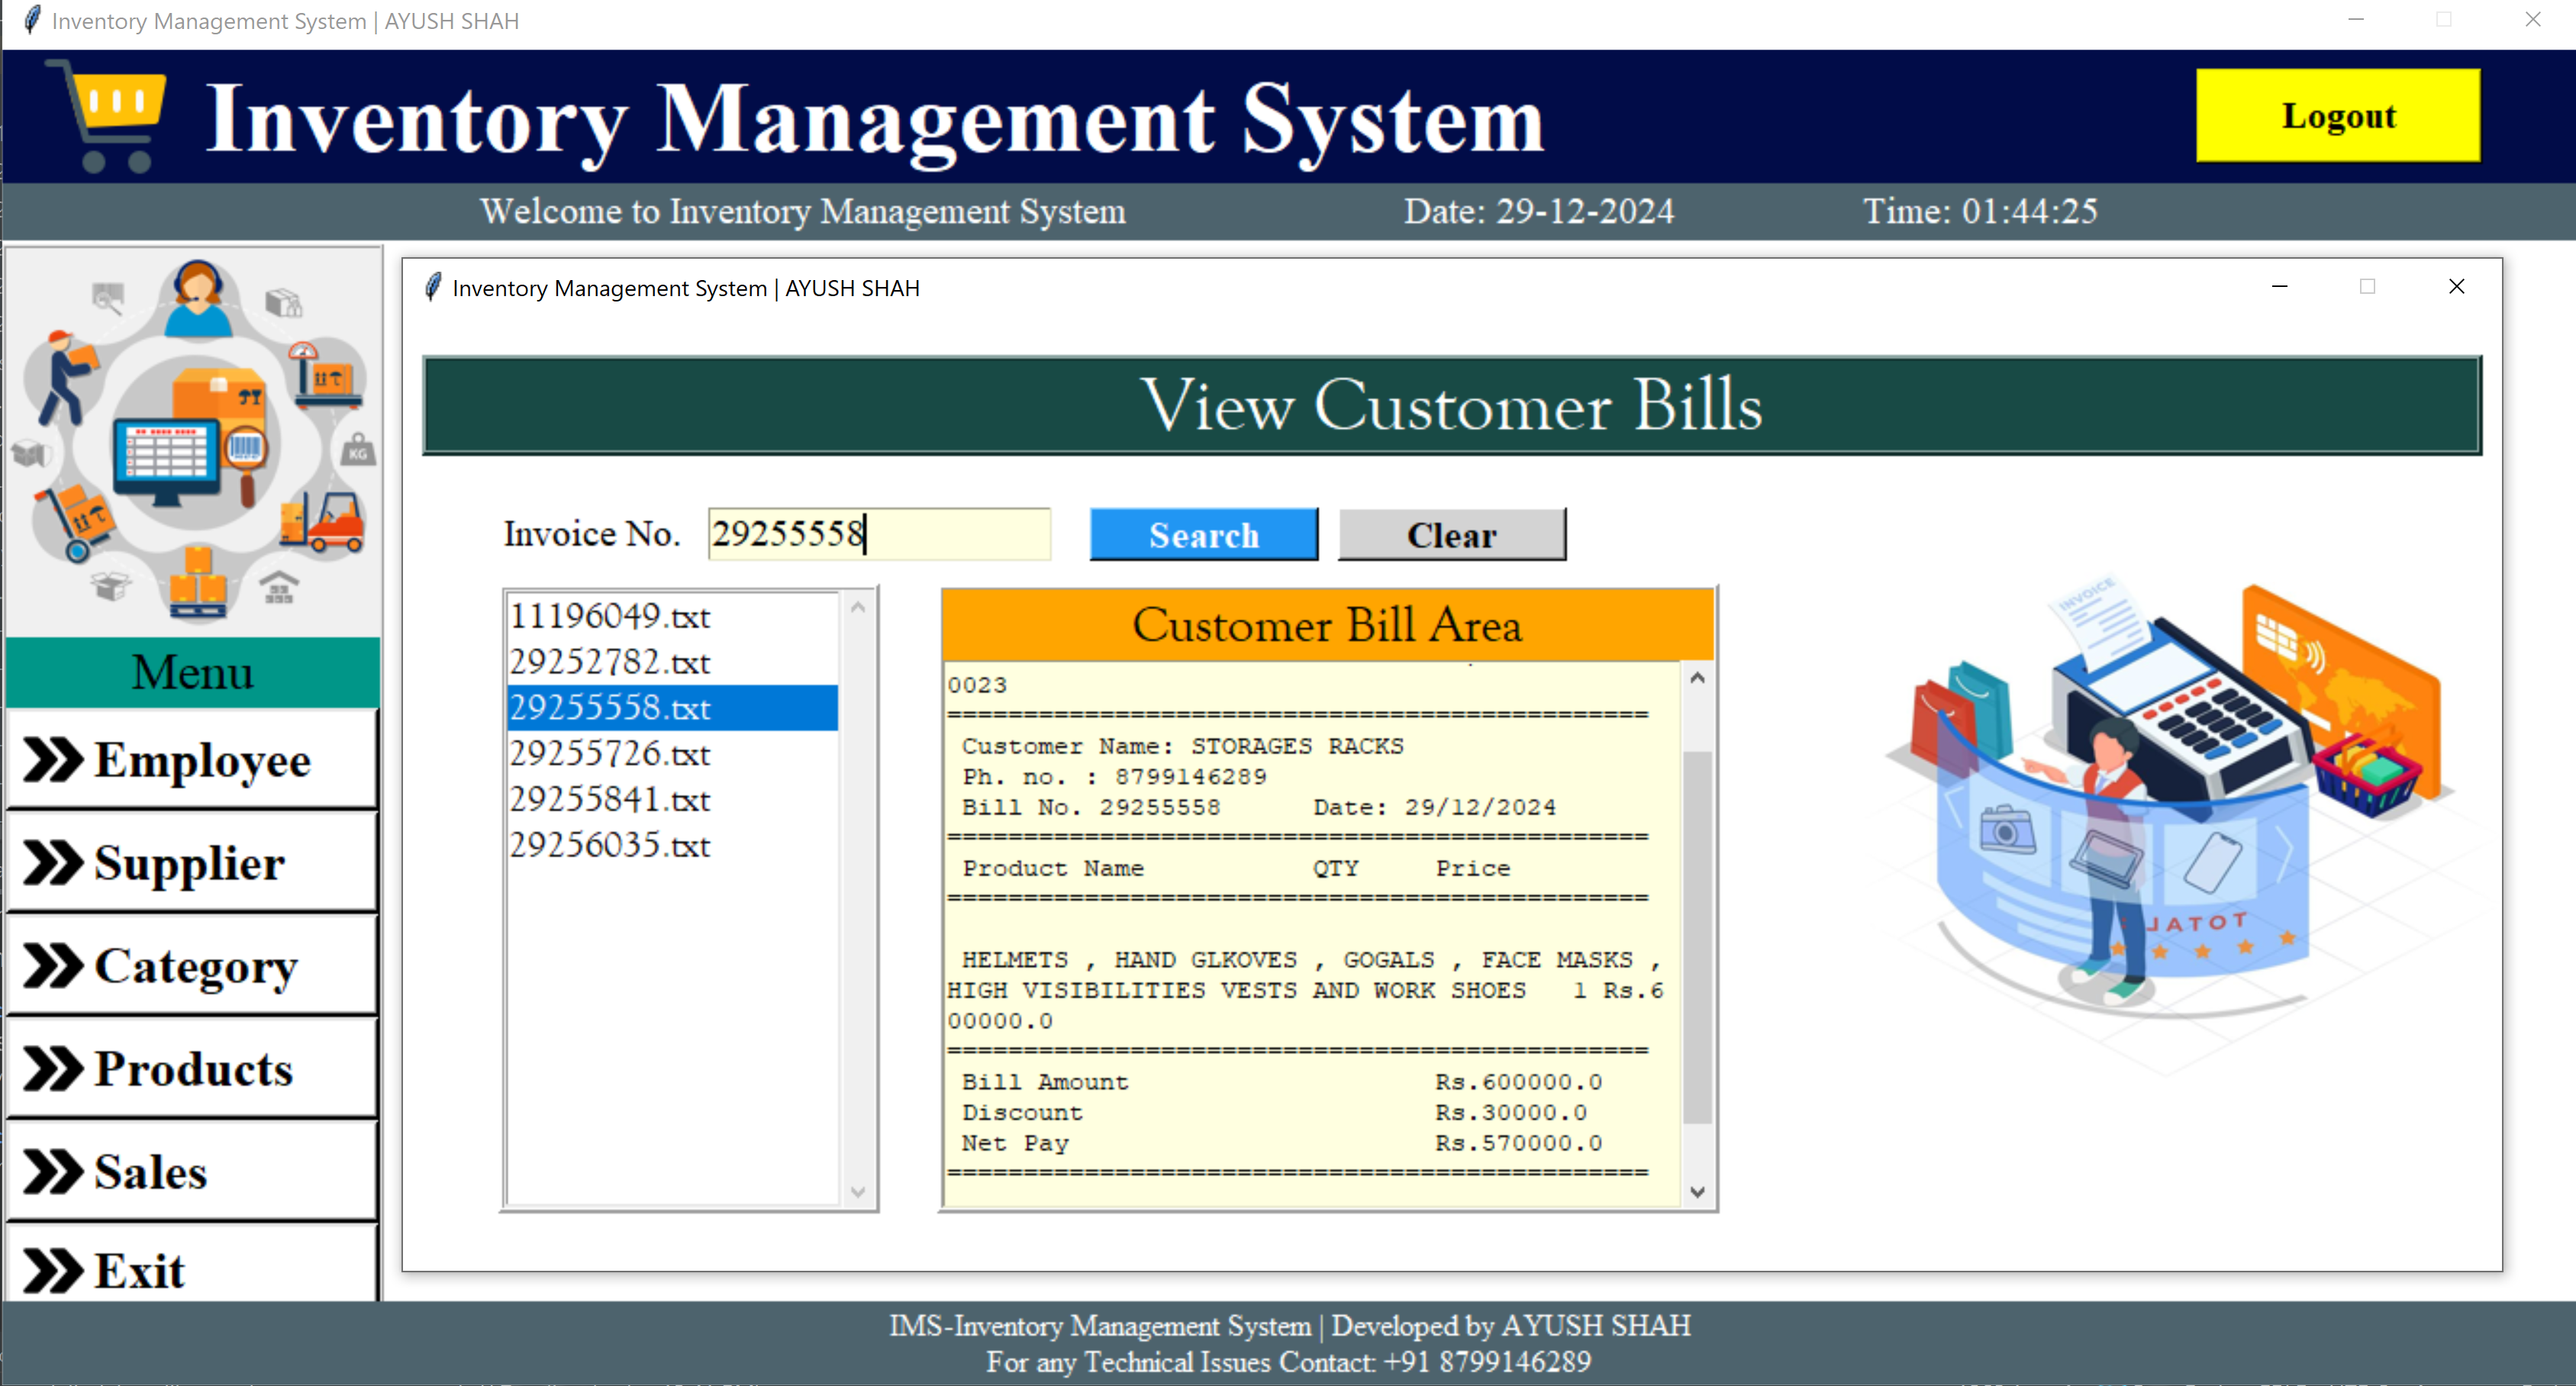 Inventory Management System | AYUSH SHAH
Inventory Management System
Logout
Welcome to Inventory Management System Date: 29-12-2024 Time: 01:44:25
KG
Menu
Employee
Supplier
Category
Products
Sales
Exit
Inventory Management System | AYUSH SHAH
View Customer Bills
Invoice No. 29255558 Search Clear
11196049.txt
29252782.txt
29255558.txt
29255726.txt
29255841.txt
29256035.txt
Customer Bill Area
0023
==============================================
Customer Name: STORAGES RACKS
Ph. no. : 8799146289
Bill No. 29255558 Date: 29/12/2024
==============================================
Product Name QTY Price
==============================================
HELMETS , HAND GLKOVES , GOGALS , FACE MASKS ,
HIGH VISIBILITIES VESTS AND WORK SHOES 1 Rs.6
00000.0
==============================================
Bill Amount Rs.600000.0
Discount Rs.30000.0
Net Pay Rs.570000.0
==============================================
INVOICE
TOTAL
IMS-Inventory Management System | Developed by AYUSH SHAH
For any Technical Issues Contact: +91 8799146289